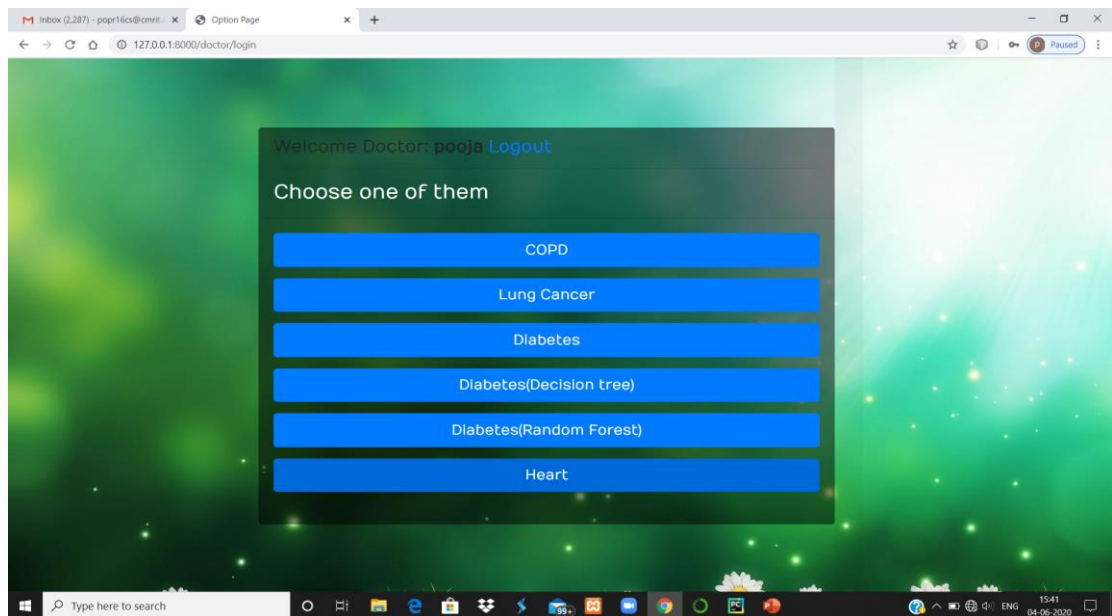 Inbox (2,287) - popr16cs@cmrit.
Option Page
127.0.0.1:8000/doctor/login
Paused
Welcome Doctor: pooja Logout
Choose one of them
COPD
Lung Cancer
Diabetes
Diabetes(Decision tree)
Diabetes(Random Forest)
Heart
Type here to search
99+
PC
ENG
15:41
04-06-2020